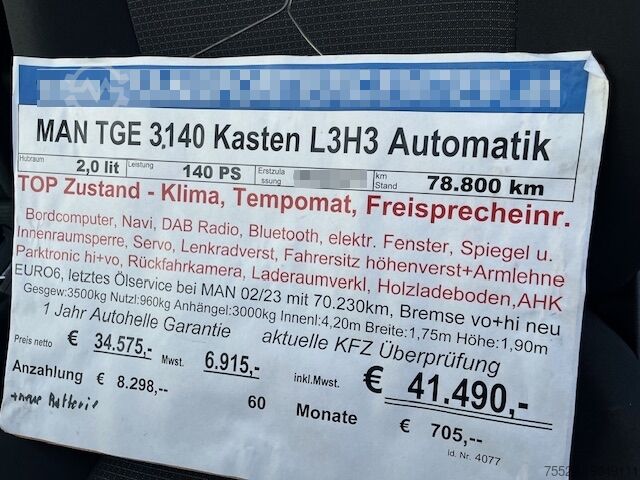 MAN TGE 3.140 Kasten L3H3 Automatik
Hubraum 2,0 lit Leistung 140 PS Erstzulassung km Stand 78.800 km
TOP Zustand - Klima, Tempomat, Freisprecheinr.
Bordcomputer, Navi, DAB Radio, Bluetooth, elektr. Fenster, Spiegel u.
Innenraumsperre, Servo, Lenkradverst, Fahrersitz höhenverst+Armlehne
Parktronic hi+vo, Rückfahrkamera, Laderaumverkl, Holzladeboden,AHK
EURO6, letztes Ölservice bei MAN 02/23 mit 70.230km, Bremse vo+hi neu
Gesgew:3500kg Nutzl:960kg Anhängel:3000kg Innenl:4,20m Breite:1,75m Höhe:1,90m
1 Jahr Autohelle Garantie aktuelle KFZ Überprüfung
Preis netto € 34.575,- Mwst. 6.915,- inkl.Mwst. € 41.490,-
Anzahlung € 8.298,-- 60 Monate € 705,--
+neue Batterie
Id. Nr. 4077